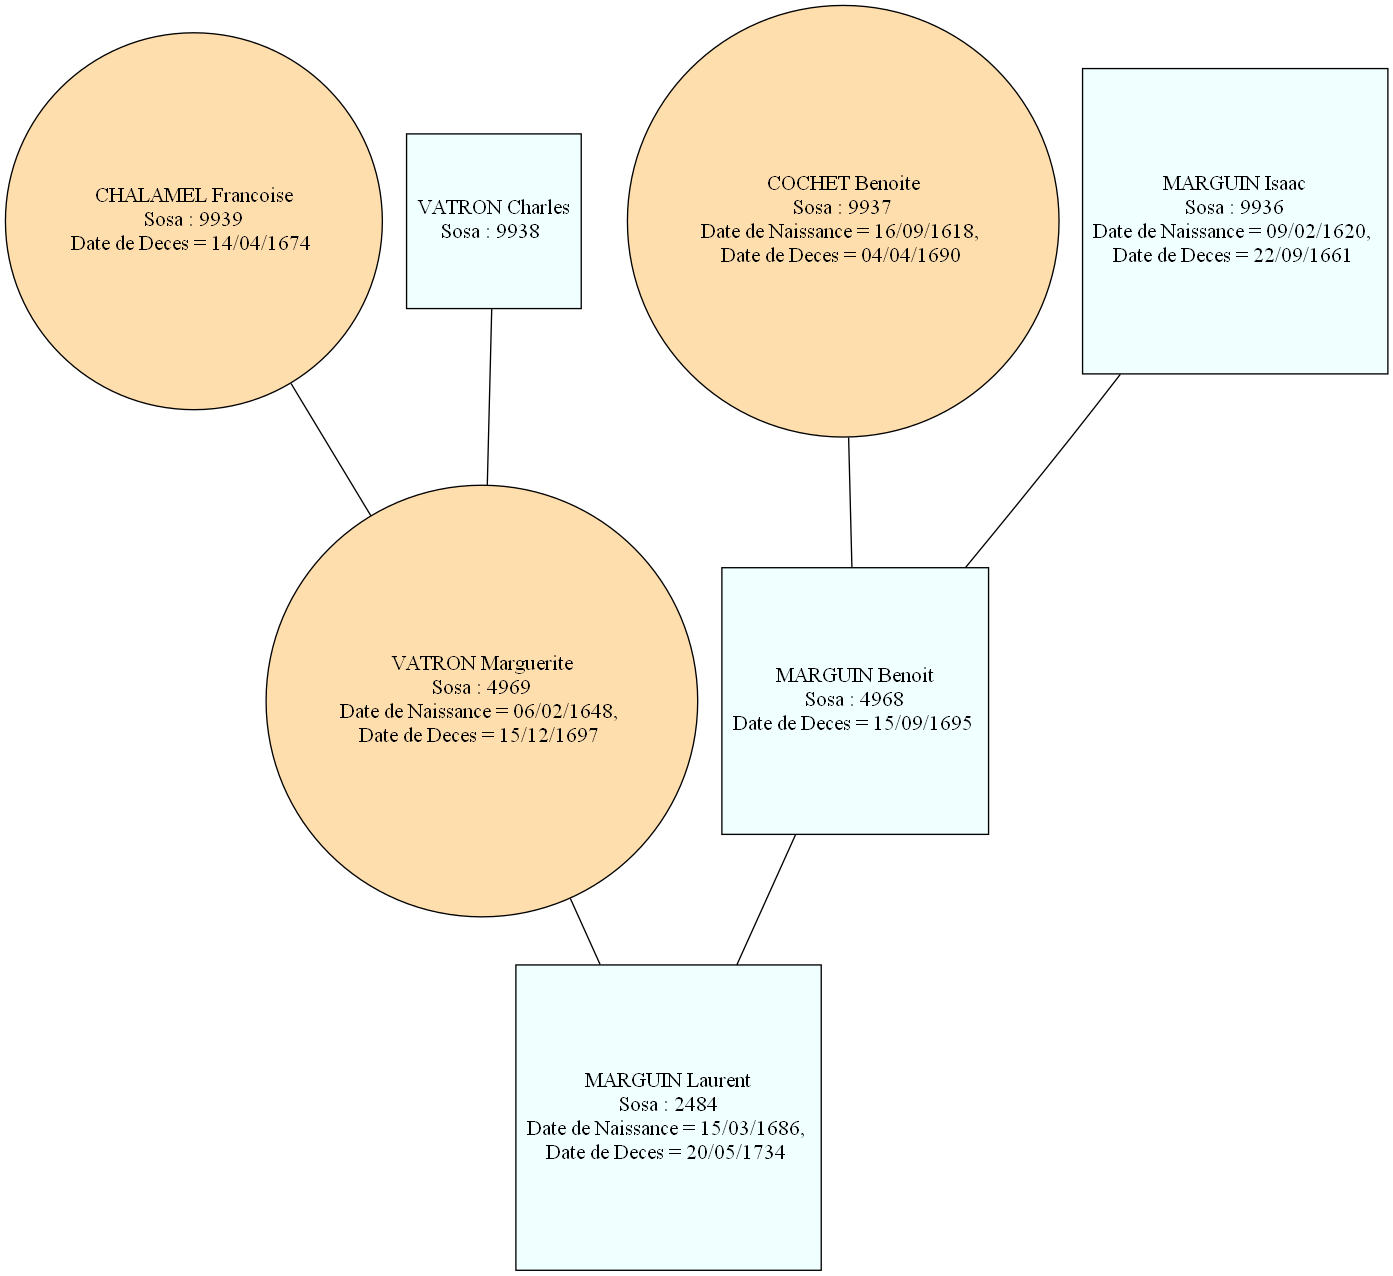 CHALAMEL Francoise
Sosa : 9939
Date de Deces = 14/04/1674
VATRON Charles
Sosa : 9938
COCHET Benoite
Sosa : 9937
Date de Naissance = 16/09/1618,
Date de Deces = 04/04/1690
MARGUIN Isaac
Sosa : 9936
Date de Naissance = 09/02/1620,
Date de Deces = 22/09/1661
VATRON Marguerite
Sosa : 4969
Date de Naissance = 06/02/1648,
Date de Deces = 15/12/1697
MARGUIN Benoit
Sosa : 4968
Date de Deces = 15/09/1695
MARGUIN Laurent
Sosa : 2484
Date de Naissance = 15/03/1686,
Date de Deces = 20/05/1734